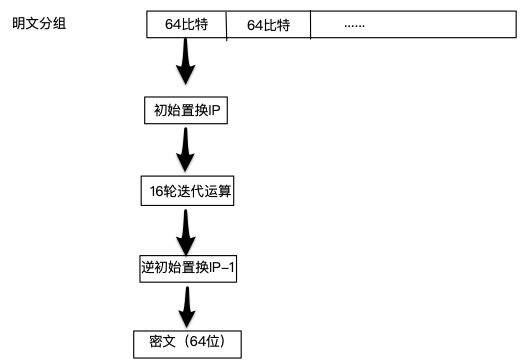 明文分组
64比特
64比特
......
初始置换IP
16轮迭代运算
逆初始置换IP-1
密文（64位）